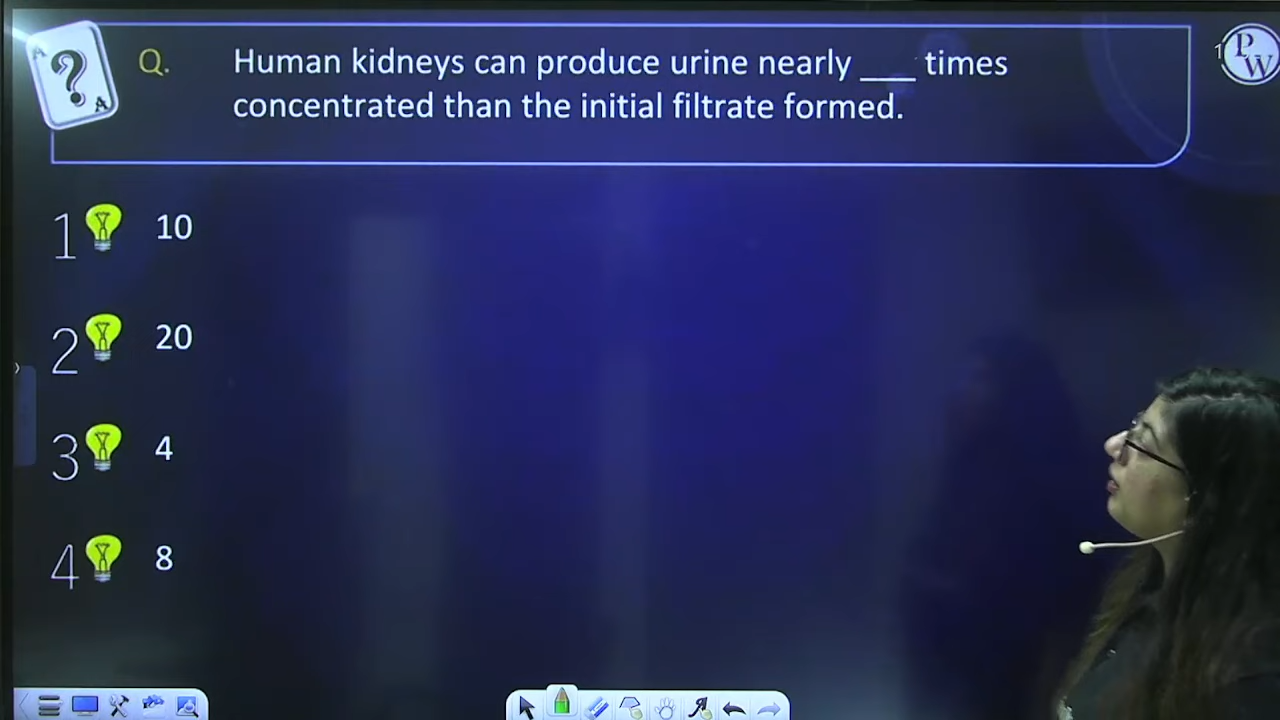 Q. Human kidneys can produce urine nearly ___ times
concentrated than the initial filtrate formed.
1 10
2 20
3 4
4 8
A
?
A
P
W